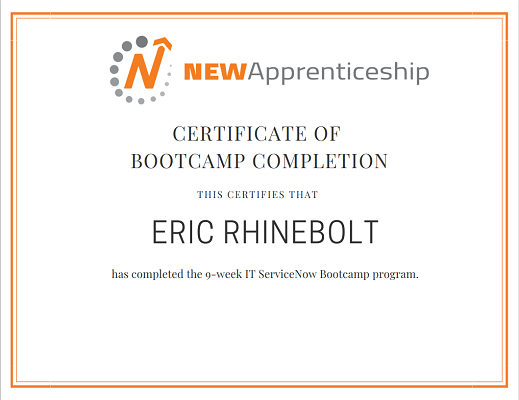 N
NEWApprenticeship
CERTIFICATE OF
BOOTCAMP COMPLETION
THIS CERTIFIES THAT
ERIC RHINEBOLT
has completed the 9-week IT ServiceNow Bootcamp program.